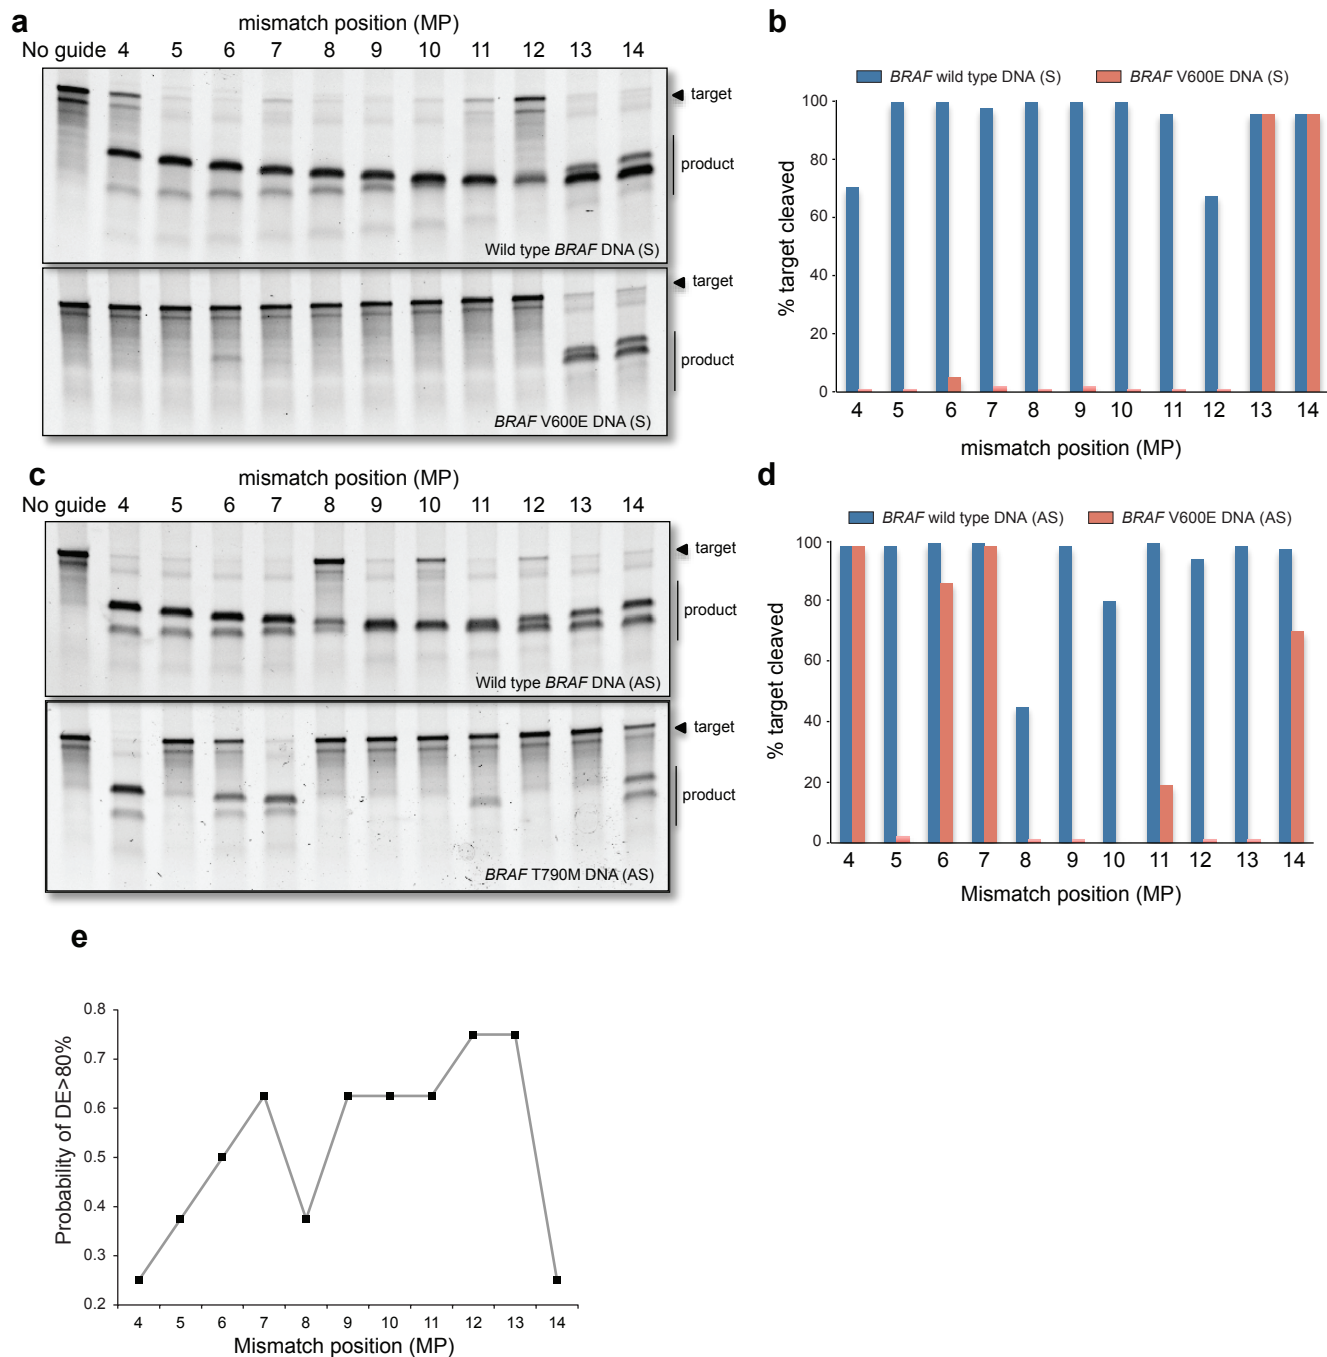 a
mismatch position (MP)
No guide 4 5 6 7 8 9 10 11 12 13 14
target
product
Wild type BRAF DNA (S)
target
product
BRAF V600E DNA (S)
b
BRAF wild type DNA (S) BRAF V600E DNA (S)
100
80
60
40
20
0
% target cleaved
4 5 6 7 8 9 10 11 12 13 14
mismatch position (MP)
c
mismatch position (MP)
No guide 4 5 6 7 8 9 10 11 12 13 14
target
product
Wild type BRAF DNA (AS)
target
product
BRAF T790M DNA (AS)
d
BRAF wild type DNA (AS) BRAF V600E DNA (AS)
100
80
60
40
20
0
% target cleaved
4 5 6 7 8 9 10 11 12 13 14
Mismatch position (MP)
e
0.8
0.7
0.6
0.5
0.4
0.3
0.2
Probability of DE>80%
4 5 6 7 8 9 10 11 12 13 14
Mismatch position (MP)